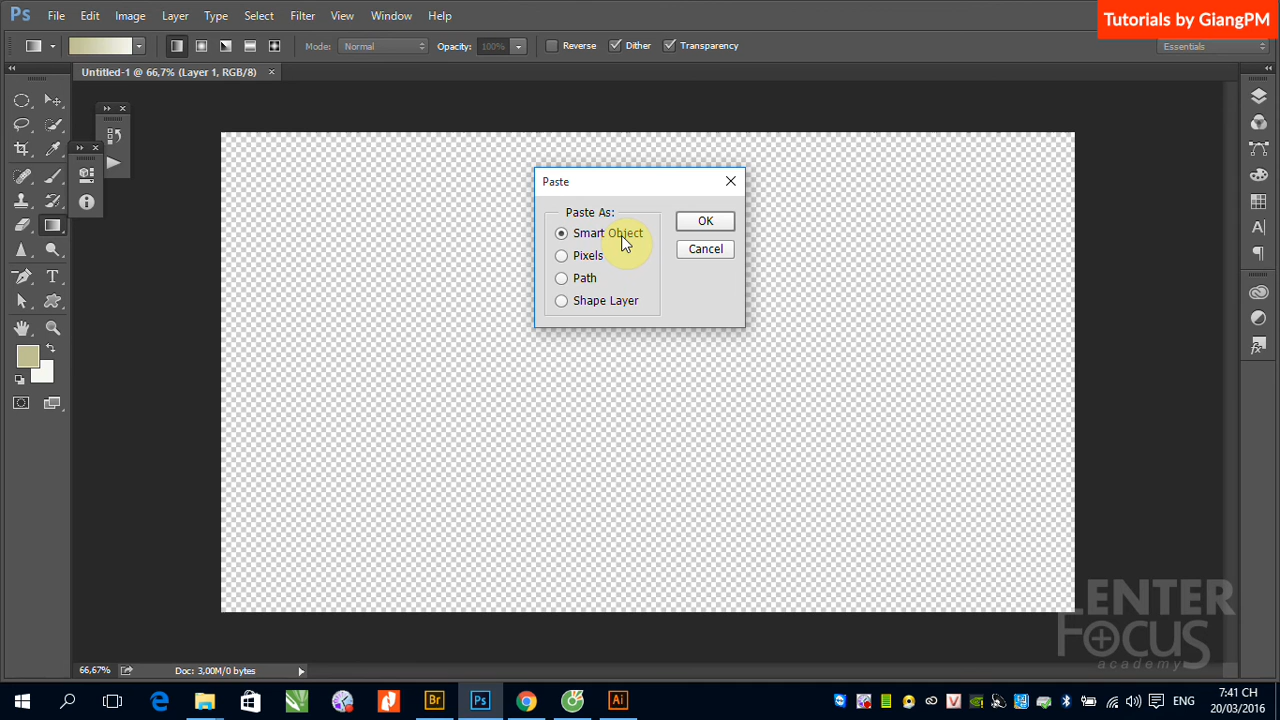 Ps File Edit Image Layer Type Select Filter View Window Help
Tutorials by GiangPM
Mode: Normal Opacity: 100% Reverse Dither Transparency Essentials
Untitled-1 @ 66,7% (Layer 1, RGB/8)
Paste
Paste As:
Smart Object
Pixels
Path
Shape Layer
OK
Cancel
T
A
fx
LENTER
FOCUS
academy
66,67% Doc: 3,00M/0 bytes
Br Ps Ai
ENG
7:41 CH
20/03/2016